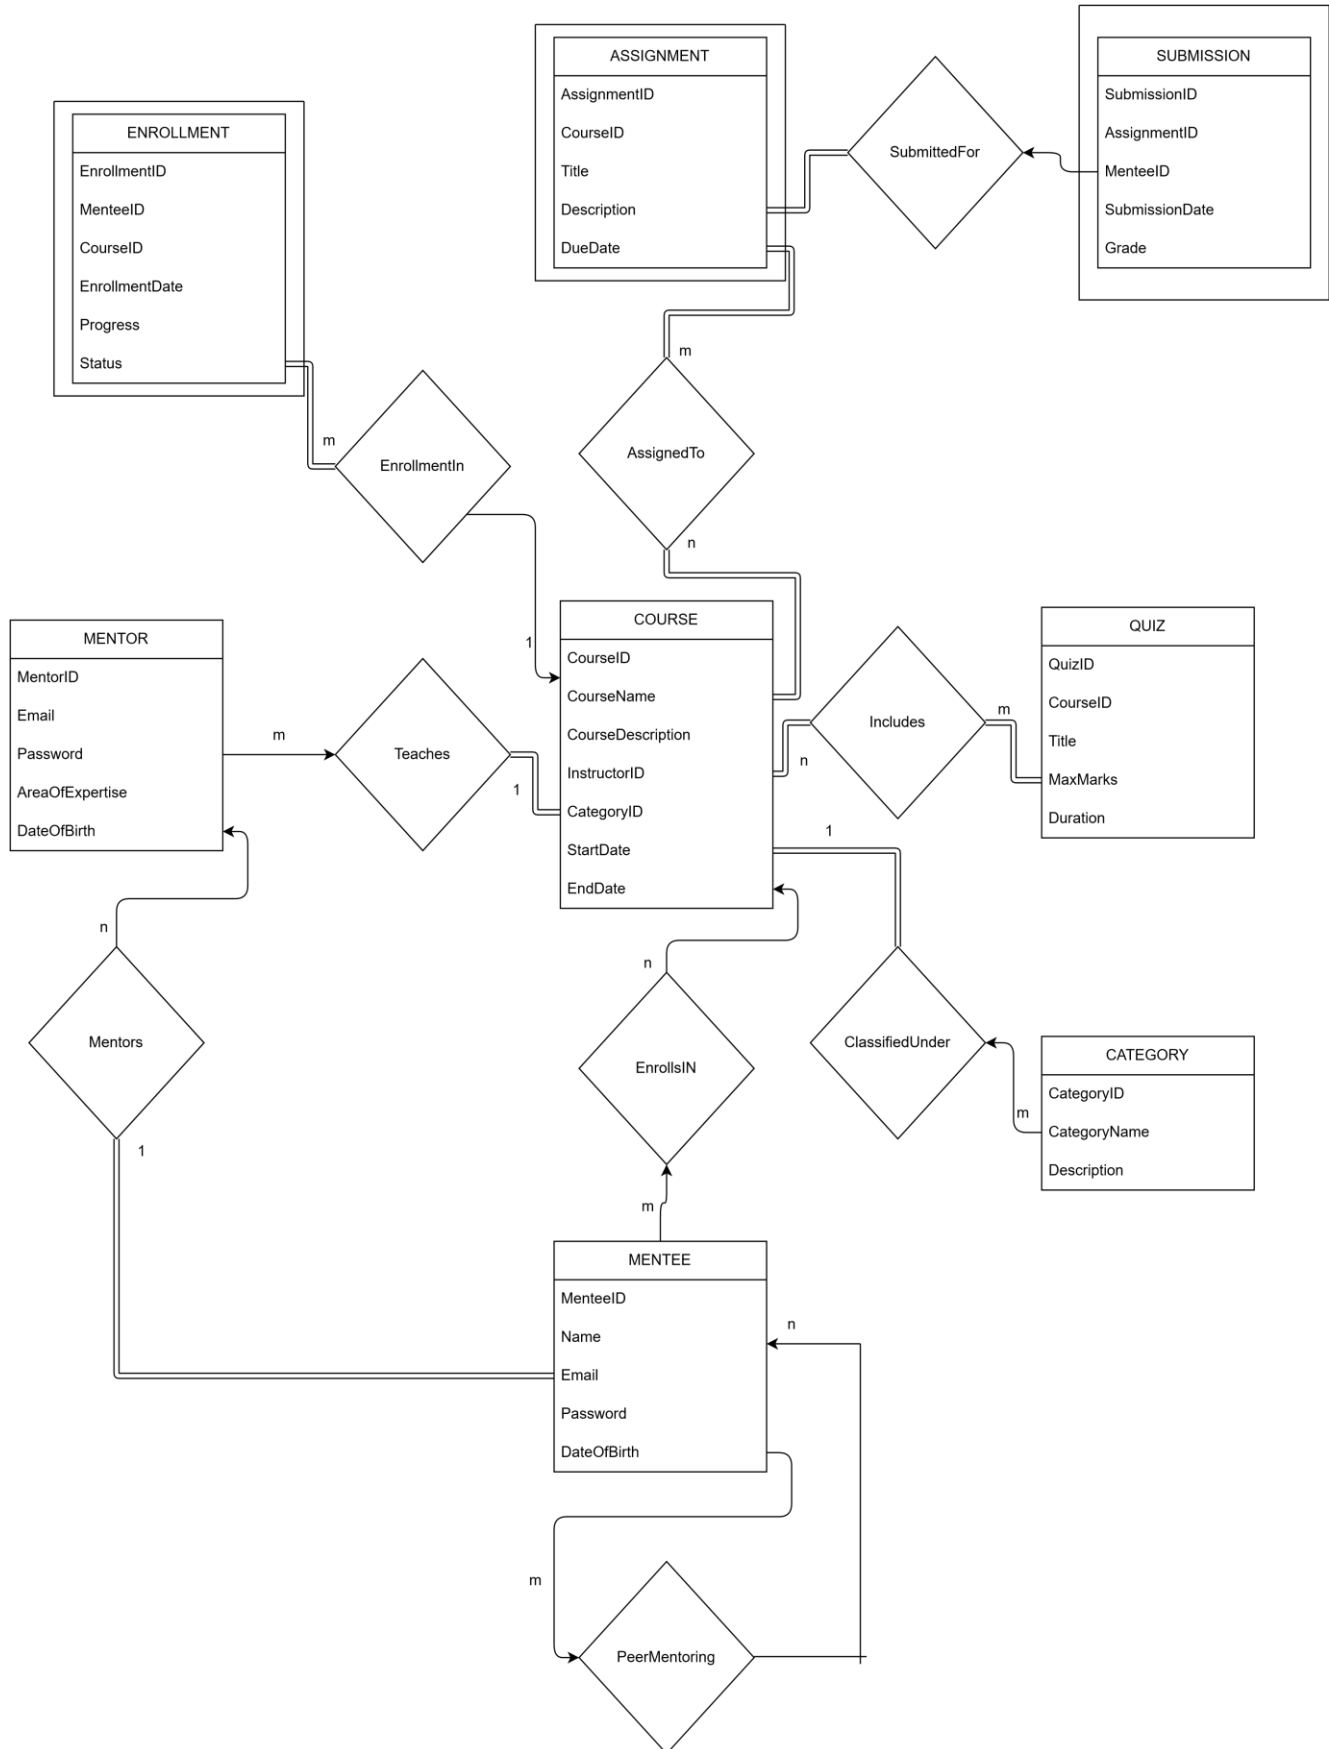 ASSIGNMENT
AssignmentID
CourseID
Title
Description
DueDate
SubmittedFor
SUBMISSION
SubmissionID
AssignmentID
MenteeID
SubmissionDate
Grade
ENROLLMENT
EnrollmentID
MenteeID
CourseID
EnrollmentDate
Progress
Status
m
EnrollmentIn
1
m
AssignedTo
n
MENTOR
MentorID
Email
Password
AreaOfExpertise
DateOfBirth
m
Teaches
1
COURSE
CourseID
CourseName
CourseDescription
InstructorID
CategoryID
StartDate
EndDate
n
Includes
m
QUIZ
QuizID
CourseID
Title
MaxMarks
Duration
1
ClassifiedUnder
m
CATEGORY
CategoryID
CategoryName
Description
n
Mentors
1
n
EnrollsIN
m
MENTEE
MenteeID
Name
Email
Password
DateOfBirth
n
m
PeerMentoring